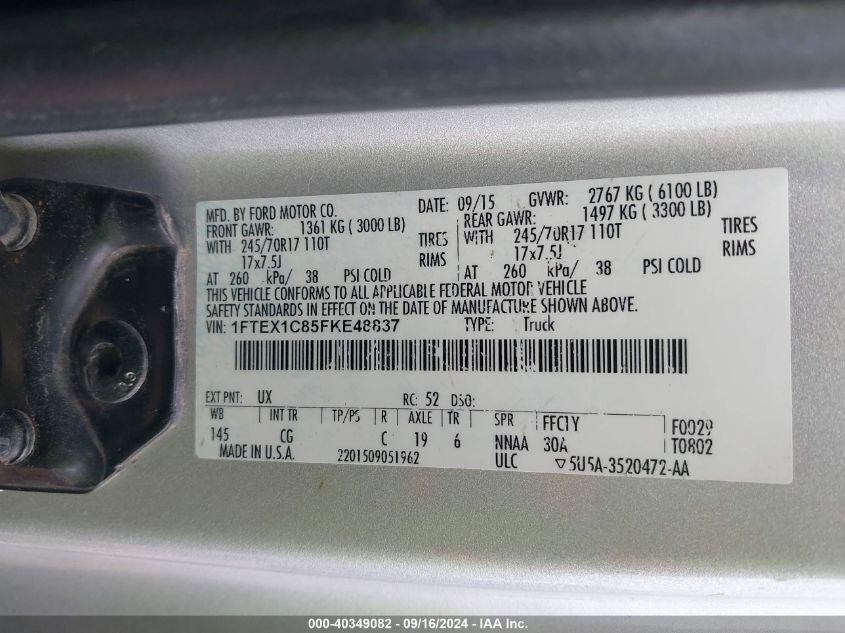 MFD. BY FORD MOTOR CO. DATE: 09/15 GVWR: 2767 KG ( 6100 LB)
FRONT GAWR: 1361 KG ( 3000 LB) REAR GAWR: 1497 KG ( 3300 LB)
WITH 245/70R17 110T TIRES WITH 245/70R17 110T TIRES
17x7.5J RIMS 17x7.5J RIMS
AT 260 kPa/ 38 PSI COLD AT 260 kPa/ 38 PSI COLD
THIS VEHICLE CONFORMS TO ALL APPLICABLE FEDERAL MOTOR VEHICLE
SAFETY STANDARDS IN EFFECT ON THE DATE OF MANUFACTURE SHOWN ABOVE.
VIN: 1FTEX1C85FKE48837 TYPE: Truck
EXT PNT: UX RC: 52 DSO:
WB INT TR TP/PS R AXLE TR SPR FFC1Y F0029
145 CG C 19 6 NNAA 30A T0802
MADE IN U.S.A. 2201509051962 ULC ▽5U5A-3520472-AA
000-40349082 - 09/16/2024 - IAA Inc.